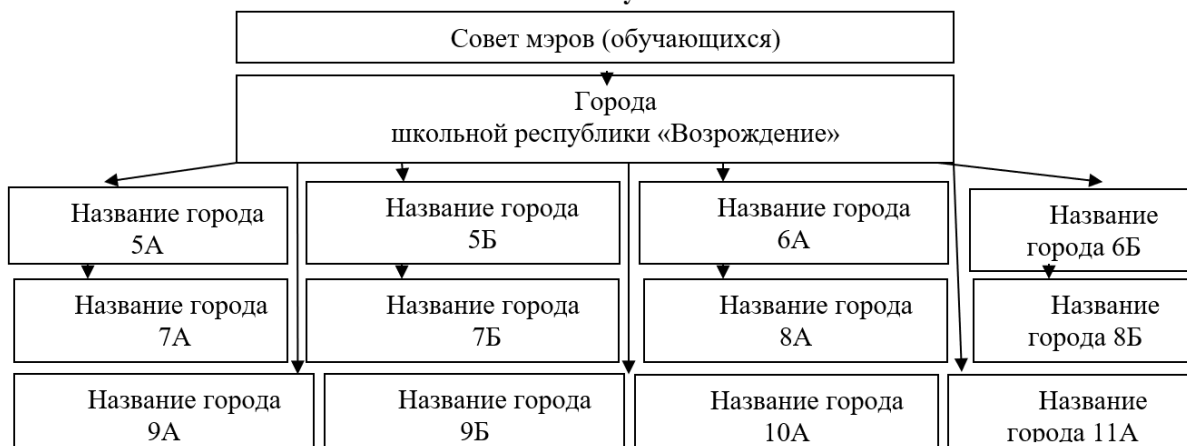 Совет мэров (обучающихся)
Города
школьной республики «Возрождение»
Название города
5А
Название города
5Б
Название города
6А
Название
города 6Б
Название города
7А
Название города
7Б
Название города
8А
Название
города 8Б
Название города
9А
Название города
9Б
Название города
10А
Название
города 11А